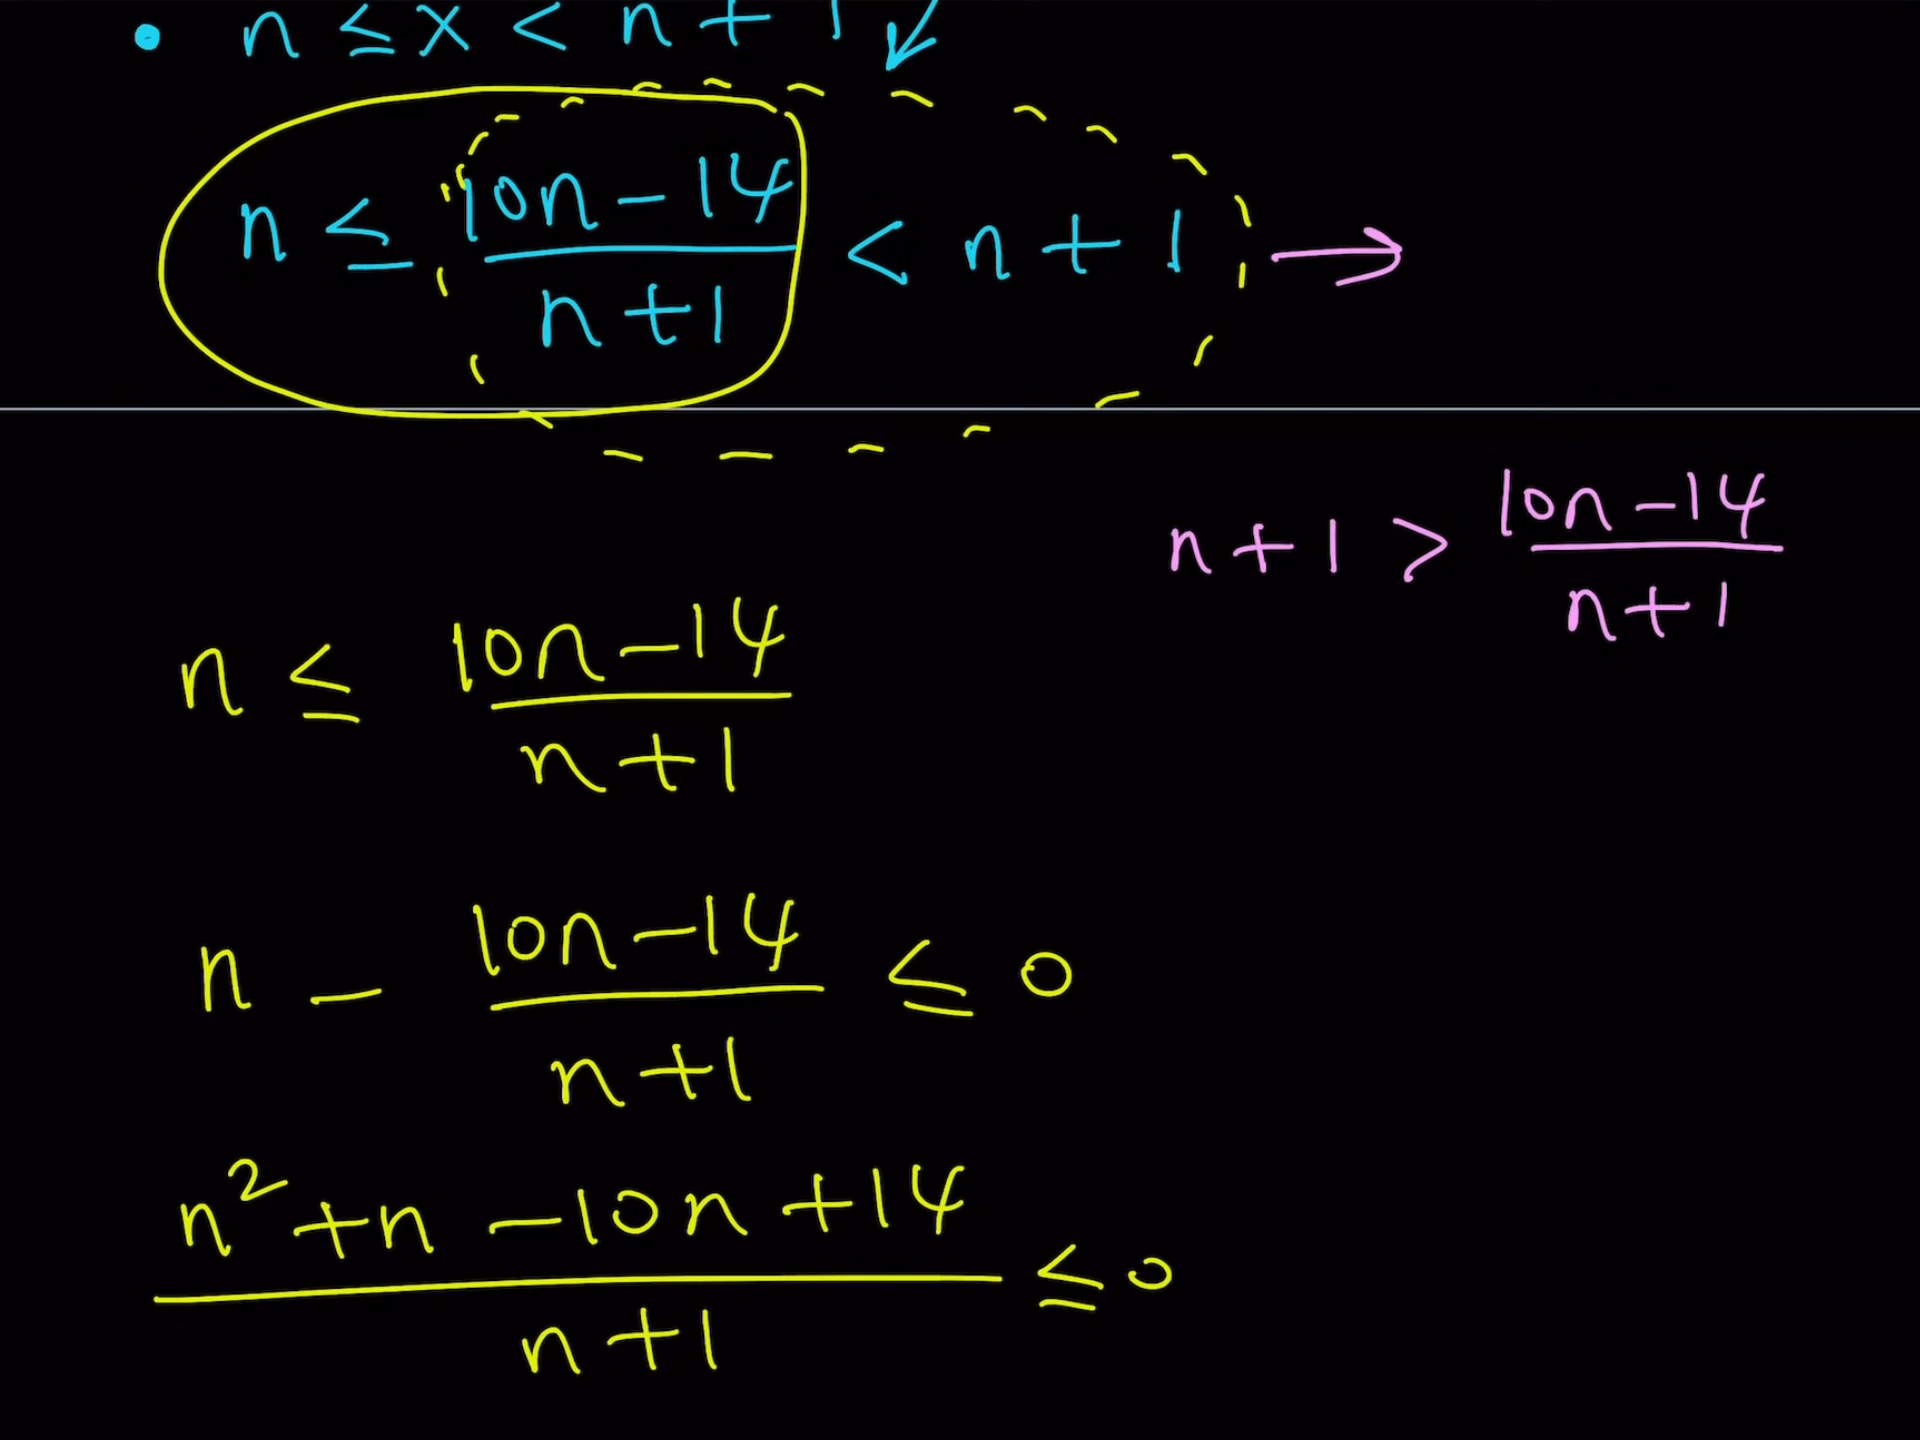 • n ≤ x < n + 1
n ≤ (10n - 14)/(n + 1) < n + 1 →
n + 1 > (10n - 14)/(n + 1)
n ≤ (10n - 14)/(n + 1)
n - (10n - 14)/(n + 1) ≤ 0
(n² + n - 10n + 14)/(n + 1) ≤ 0